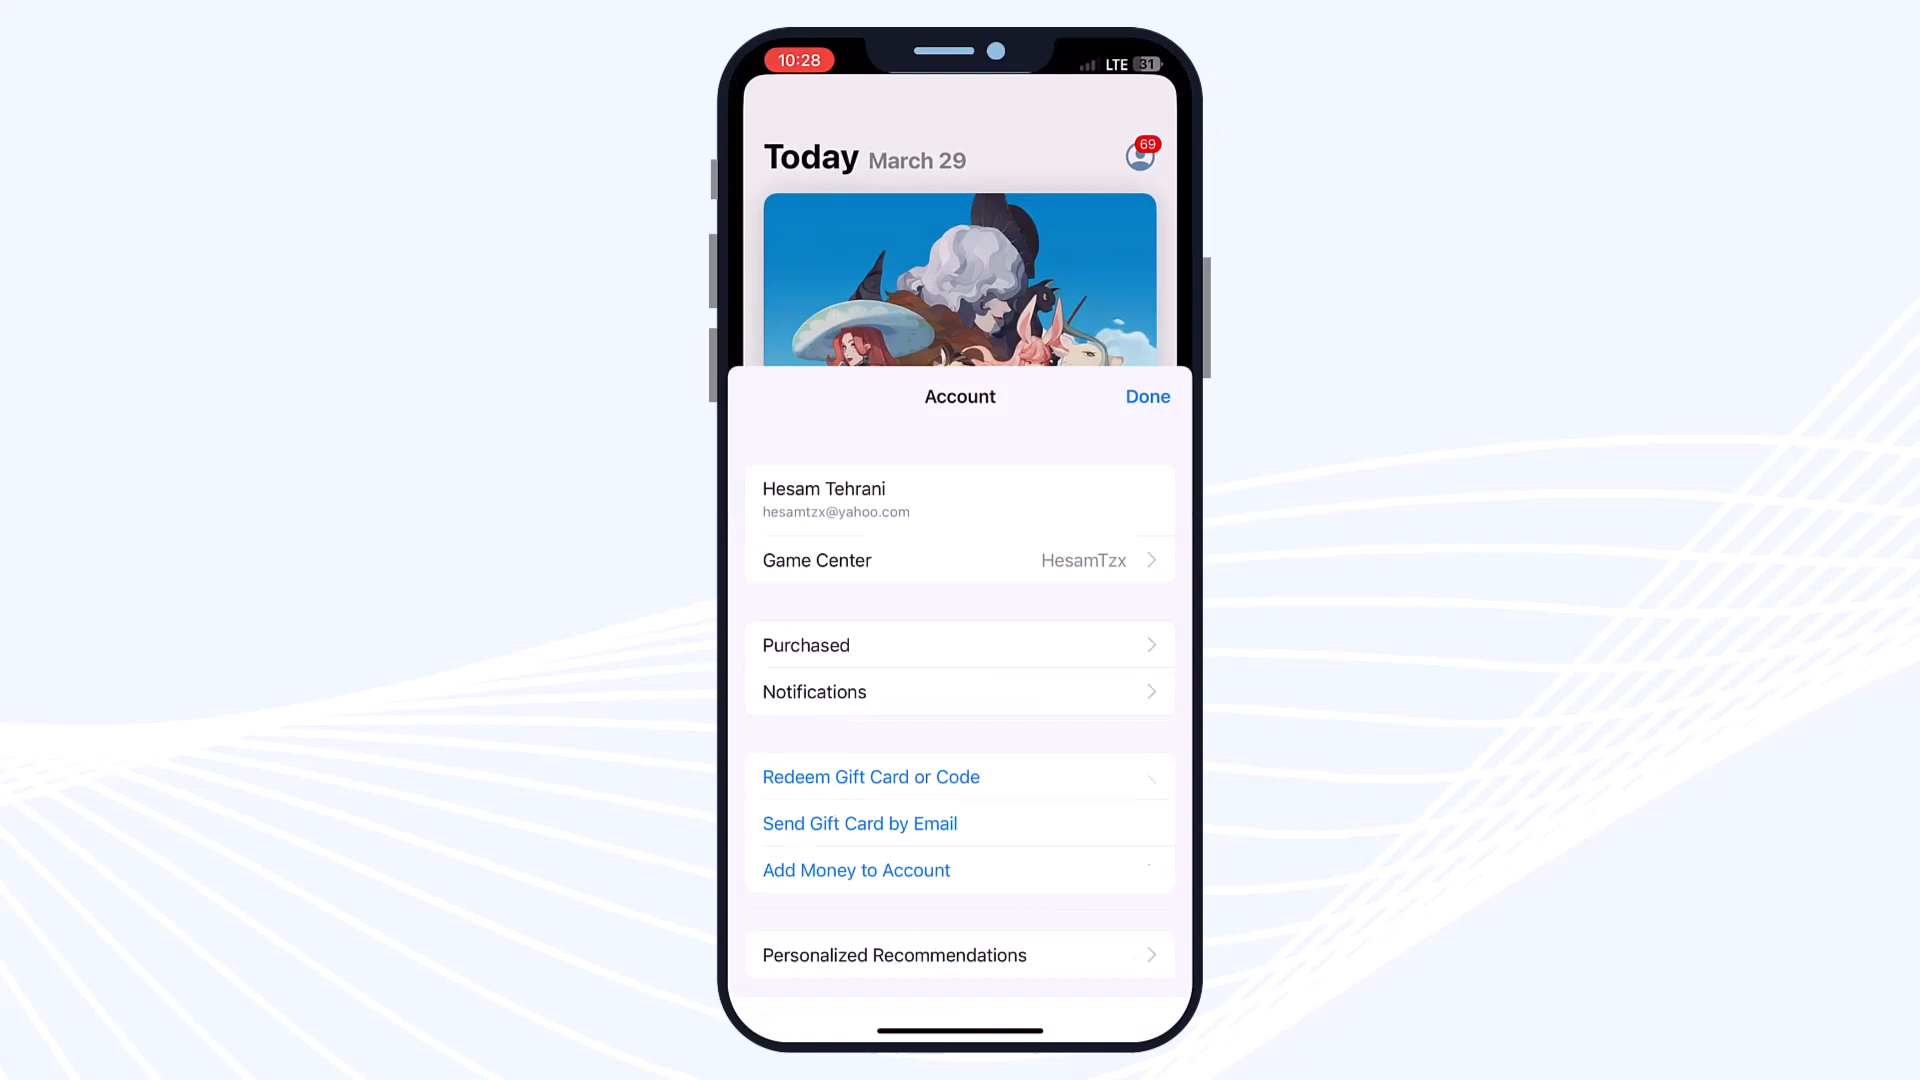 10:28
LTE 31
Today March 29
69
Account
Done
Hesam Tehrani
hesamtzx@yahoo.com
Game Center HesamTzx
Purchased
Notifications
Redeem Gift Card or Code
Send Gift Card by Email
Add Money to Account
Personalized Recommendations